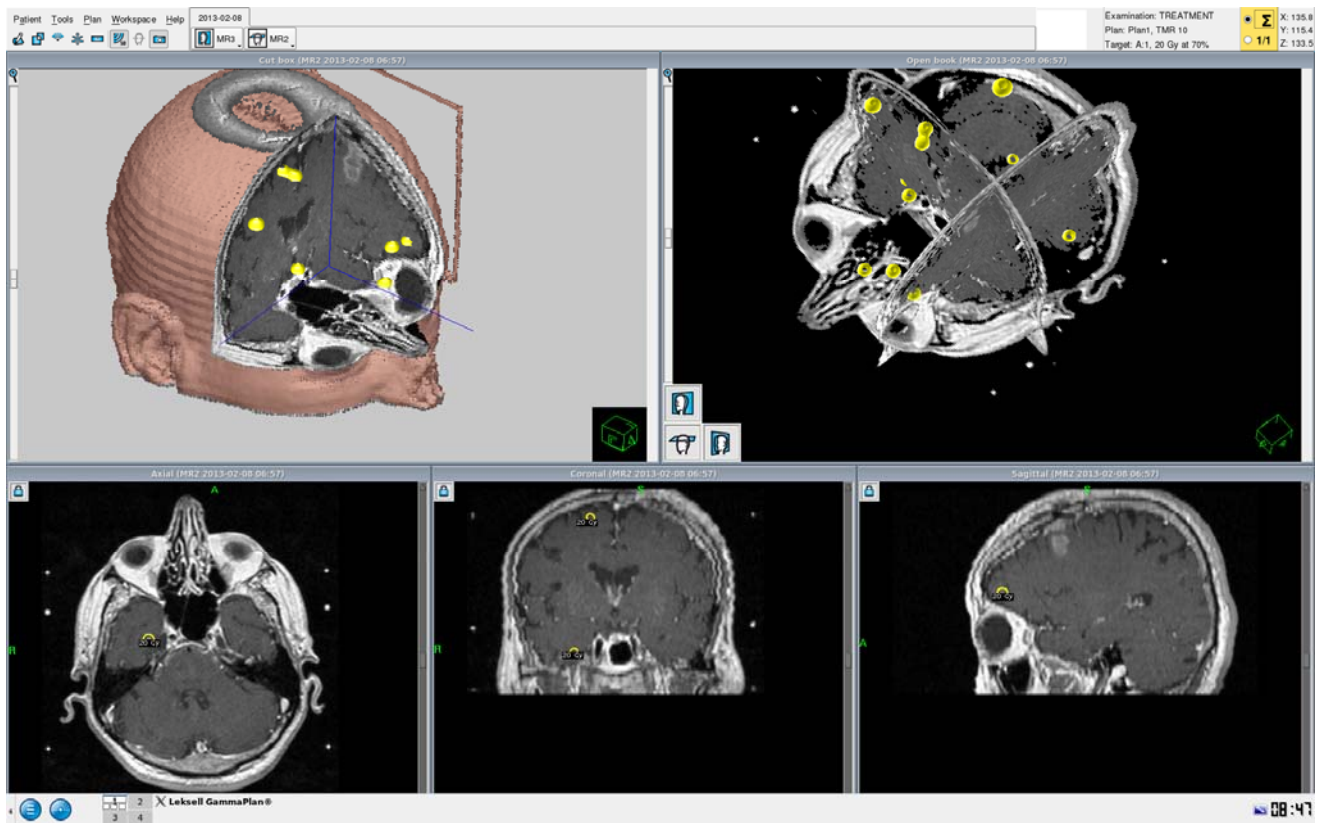 Patient Tools Plan Workspace Help 2013-02-08
MR3 MR2
Examination: TREATMENT
Plan: Plan1, TMR 10
Target: A:1, 20 Gy at 70%
Σ
1/1
X: 135.8
Y: 115.4
Z: 133.5
Cut box (MR2 2013-02-08 06:57)
Open book (MR2 2013-02-08 06:57)
Axial (MR2 2013-02-08 06:57)
Coronal (MR2 2013-02-08 06:57)
Sagittal (MR2 2013-02-08 06:57)
A
R
20 Gy
S
R
20 Gy
20 Gy
S
A
20 Gy
1 2
3 4
Leksell GammaPlan®
08:47